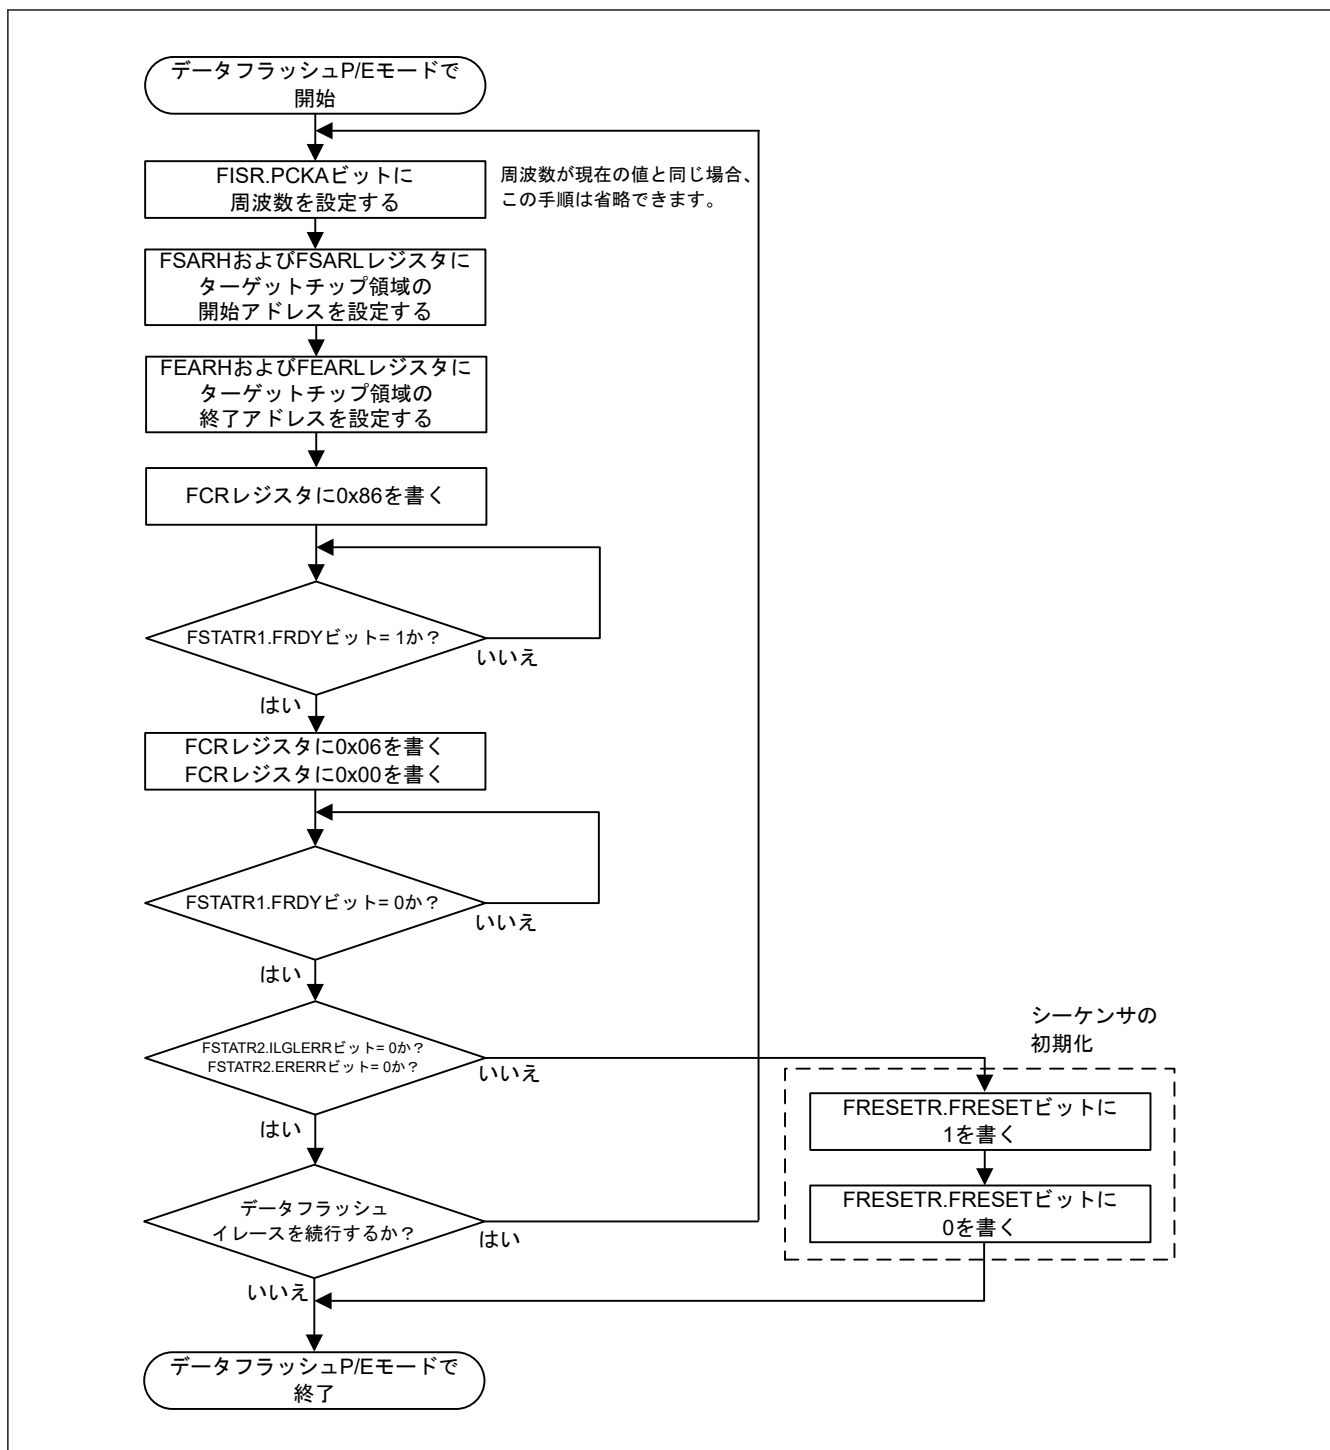 データフラッシュP/Eモードで
開始
FISR.PCKAビットに
周波数を設定する
周波数が現在の値と同じ場合、
この手順は省略できます。
FSARHおよびFSARLレジスタに
ターゲットチップ領域の
開始アドレスを設定する
FEARHおよびFEARLレジスタに
ターゲットチップ領域の
終了アドレスを設定する
FCRレジスタに0x86を書く
FSTATR1.FRDYビット= 1か？
いいえ
はい
FCRレジスタに0x06を書く
FCRレジスタに0x00を書く
FSTATR1.FRDYビット= 0か？
いいえ
はい
FSTATR2.ILGLERRビット= 0か？
FSTATR2.ERERRビット= 0か？
いいえ
はい
シーケンサの
初期化
FRESETR.FRESETビットに
1を書く
FRESETR.FRESETビットに
0を書く
データフラッシュ
イレースを続行するか？
はい
いいえ
データフラッシュP/Eモードで
終了